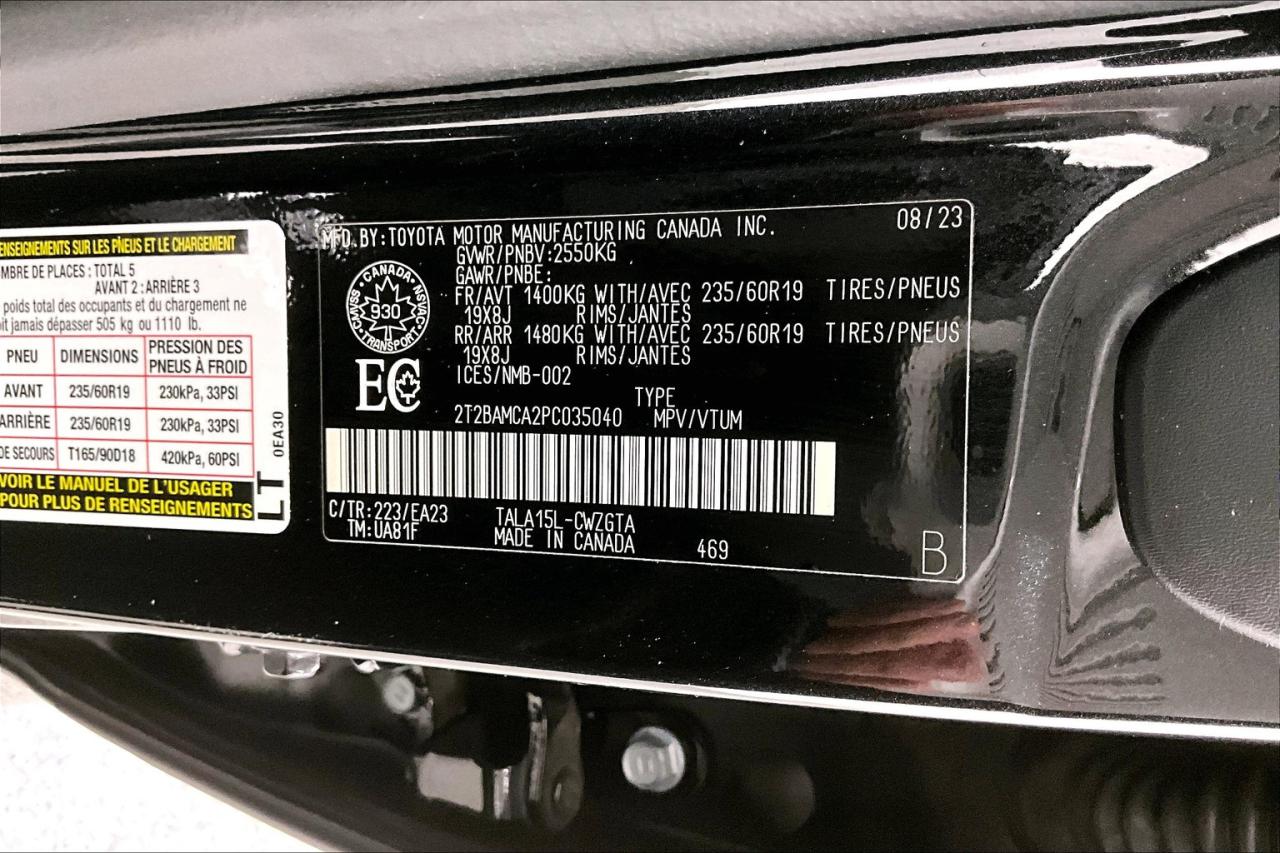 RENSEIGNEMENTS SUR LES PNEUS ET LE CHARGEMENT
OMBRE DE PLACES : TOTAL 5
AVANT 2 : ARRIÈRE 3
poids total des occupants et du chargement ne
oit jamais dépasser 505 kg ou 1110 lb.
PNEU DIMENSIONS PRESSION DES PNEUS À FROID
AVANT 235/60R19 230kPa, 33PSI
ARRIÈRE 235/60R19 230kPa, 33PSI
DE SECOURS T165/90D18 420kPa, 60PSI
VOIR LE MANUEL DE L'USAGER
POUR PLUS DE RENSEIGNEMENTS
0EA30
LT
MFD.BY:TOYOTA MOTOR MANUFACTURING CANADA INC. 08/23
GVWR/PNBV:2550KG
GAWR/PNBE:
FR/AVT 1400KG WITH/AVEC 235/60R19 TIRES/PNEUS
19X8J RIMS/JANTES
RR/ARR 1480KG WITH/AVEC 235/60R19 TIRES/PNEUS
19X8J RIMS/JANTES
ICES/NMB-002
CANADA
CMVSS NSVAC
930
TRANSPORT
EC
TYPE
2T2BAMCA2PC035040 MPV/VTUM
C/TR:223/EA23 TALA15L-CWZGTA
TM:UA81F MADE IN CANADA 469
B